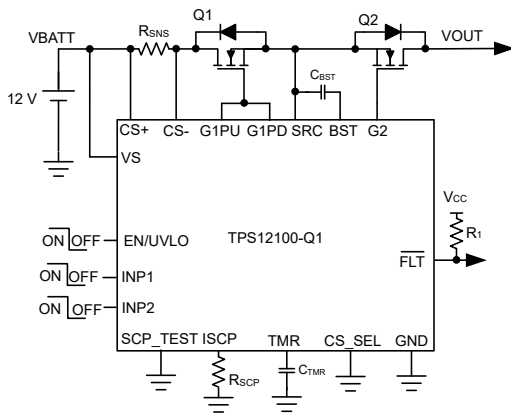 Q1
Q2
VBATT
RSNS
VOUT
CBST
12 V
CS+
CS-
G1PU
G1PD
SRC
BST
G2
VS
VCC
R1
ON
OFF
EN/UVLO
TPS12100-Q1
FLT
ON
OFF
INP1
ON
OFF
INP2
SCP_TEST
ISCP
TMR
CS_SEL
GND
RSCP
CTMR